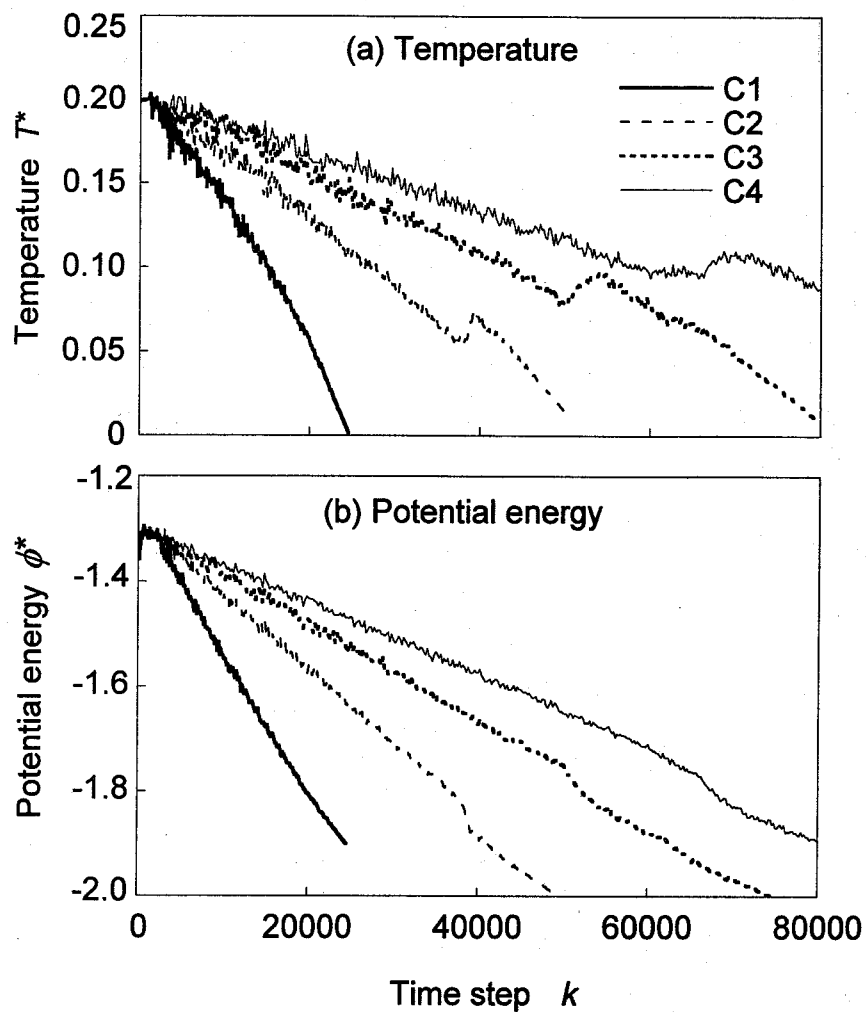 0.25
(a) Temperature
C1
0.20
C2
C3
0.15
C4
Temperature T*
0.10
0.05
0
-1.2
(b) Potential energy
-1.4
Potential energy ϕ*
-1.6
-1.8
-2.0
0 20000 40000 60000 80000
Time step k